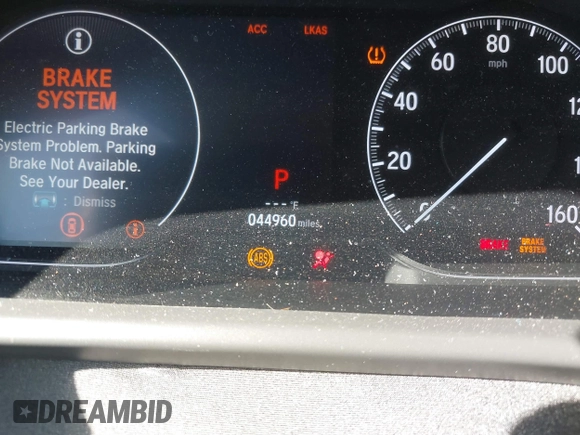 ACC LKAS
BRAKE
SYSTEM
Electric Parking Brake
System Problem. Parking
Brake Not Available.
See Your Dealer.
: Dismiss
P
---°F
044960 miles
ABS
80
60
100
mph
40
20
0
160
BRAKE
SYSTEM
DREAMBID